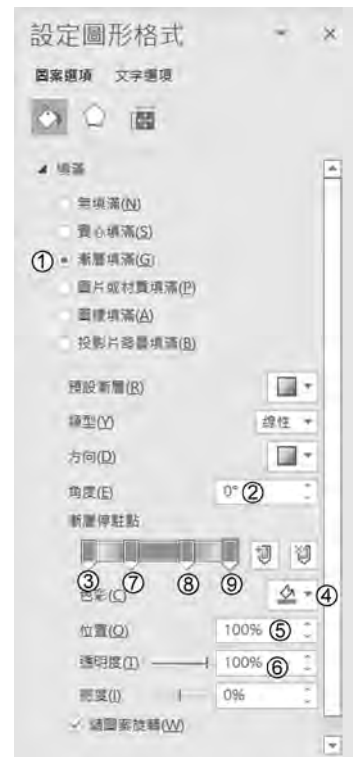 設定圖形格式
圖案選項 文字選項
填滿
無填滿(N)
實心填滿(S)
① 漸層填滿(G)
圖片或材質填滿(P)
圖樣填滿(A)
投影片背景填滿(B)
預設漸層(R)
類型(Y) 線性
方向(D)
角度(E) 0° ②
漸層停駐點
③ ⑦ ⑧ ⑨
色彩(C) ④
位置(O) 100% ⑤
透明度(T) 100% ⑥
亮度(I) 0%
隨圖案旋轉(W)